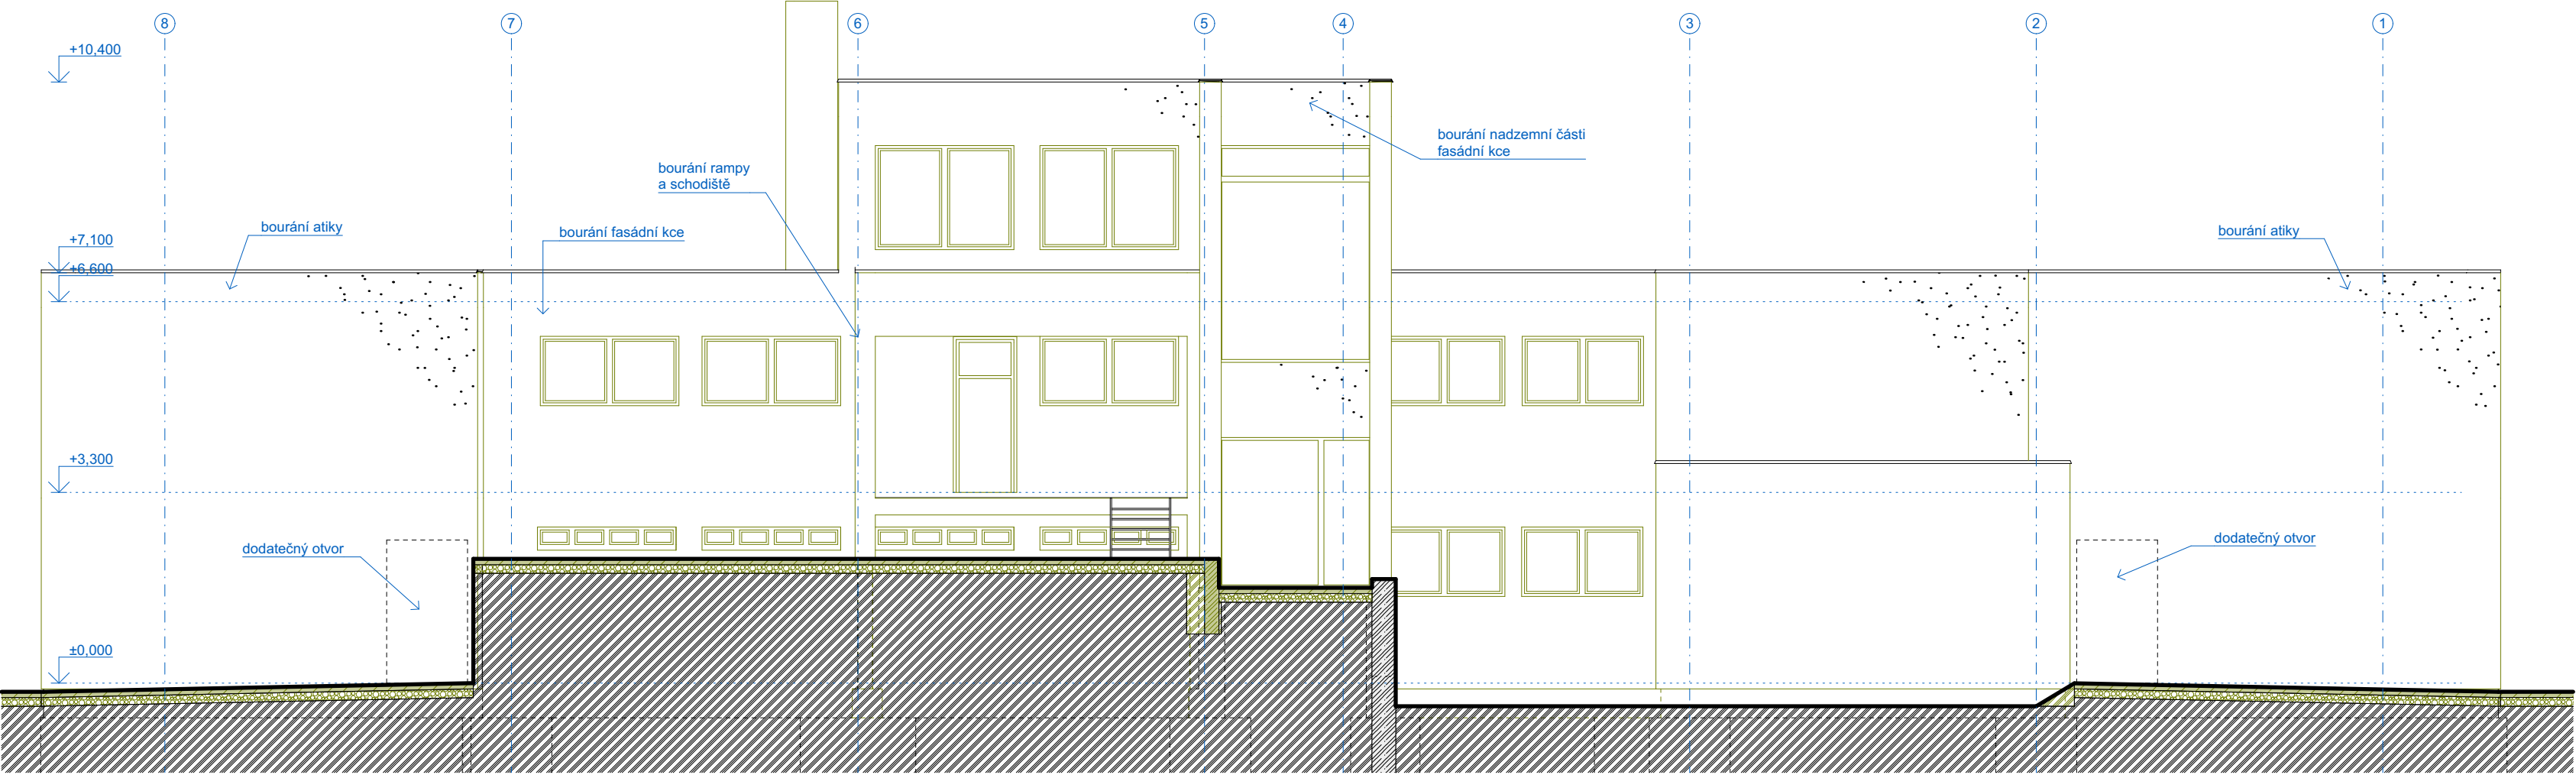 8
7
6
5
4
3
2
1
+10,400
bourání nadzemní části
fasádní kce
bourání rampy
a schodiště
bourání atiky
bourání fasádní kce
bourání atiky
+7,100
+6,600
+3,300
dodatečný otvor
dodatečný otvor
±0,000